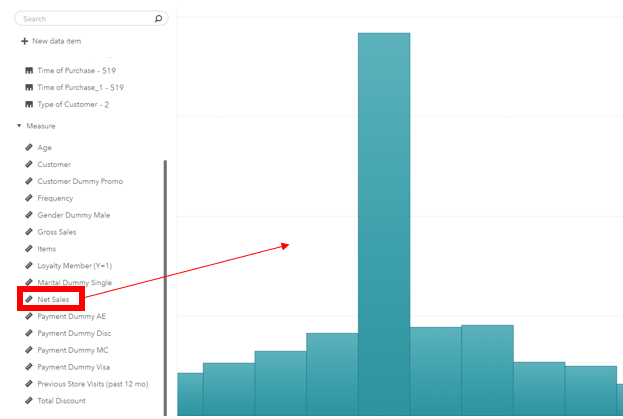 Search
New data item
Time of Purchase - 519
Time of Purchase_1 - 519
Type of Customer - 2
Measure
Age
Customer
Customer Dummy Promo
Frequency
Gender Dummy Male
Gross Sales
Items
Loyalty Member (Y=1)
Marital Dummy Single
Net Sales
Payment Dummy AE
Payment Dummy Disc
Payment Dummy MC
Payment Dummy Visa
Previous Store Visits (past 12 mo)
Total Discount